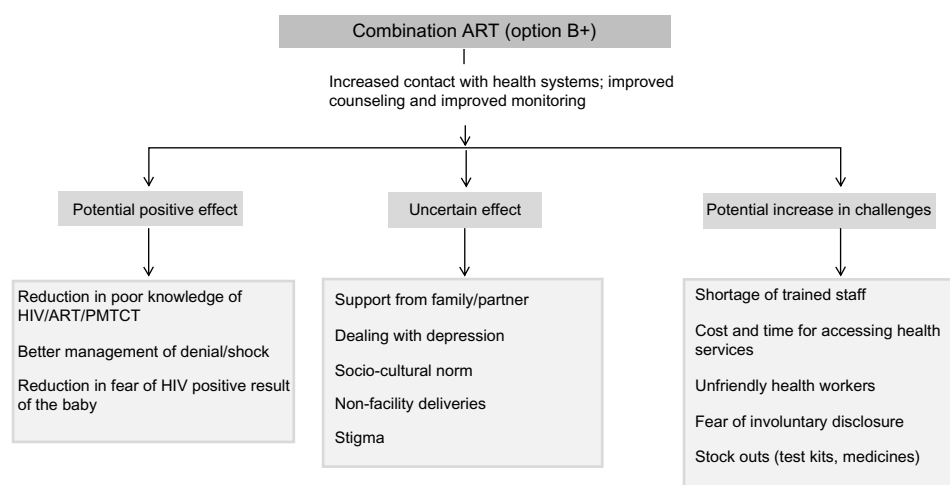 Combination ART (option B+)
Increased contact with health systems; improved
counseling and improved monitoring
Potential positive effect
Uncertain effect
Potential increase in challenges
Reduction in poor knowledge of
HIV/ART/PMTCT
Better management of denial/shock
Reduction in fear of HIV positive result
of the baby
Support from family/partner
Dealing with depression
Socio-cultural norm
Non-facility deliveries
Stigma
Shortage of trained staff
Cost and time for accessing health
services
Unfriendly health workers
Fear of involuntary disclosure
Stock outs (test kits, medicines)